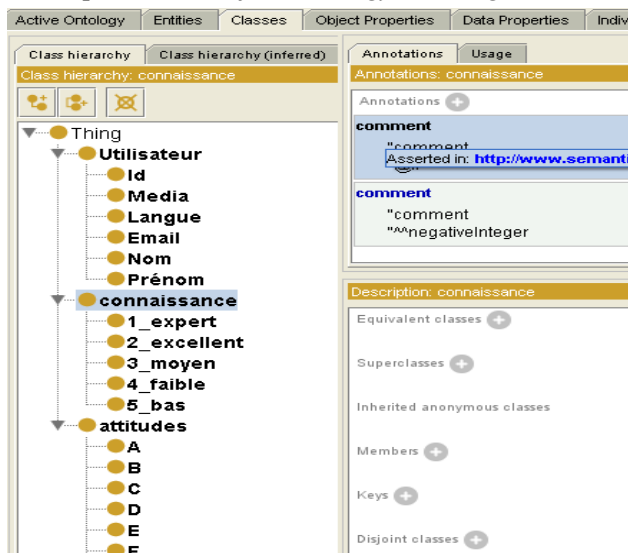 Active Ontology Entities Classes Object Properties Data Properties Indiv
Class hierarchy Class hierarchy (inferred)
Class hierarchy: connaissance
Thing
Utilisateur
Id
Media
Langue
Email
Nom
Prénom
connaissance
1_expert
2_excellent
3_moyen
4_faible
5_bas
attitudes
A
B
C
D
E
Annotations Usage
Annotations: connaissance
Annotations
comment
"comment
Asserted in: http://www.semanti
comment
"comment
"^^negativeInteger
Description: connaissance
Equivalent classes
Superclasses
Inherited anonymous classes
Members
Keys
Disjoint classes